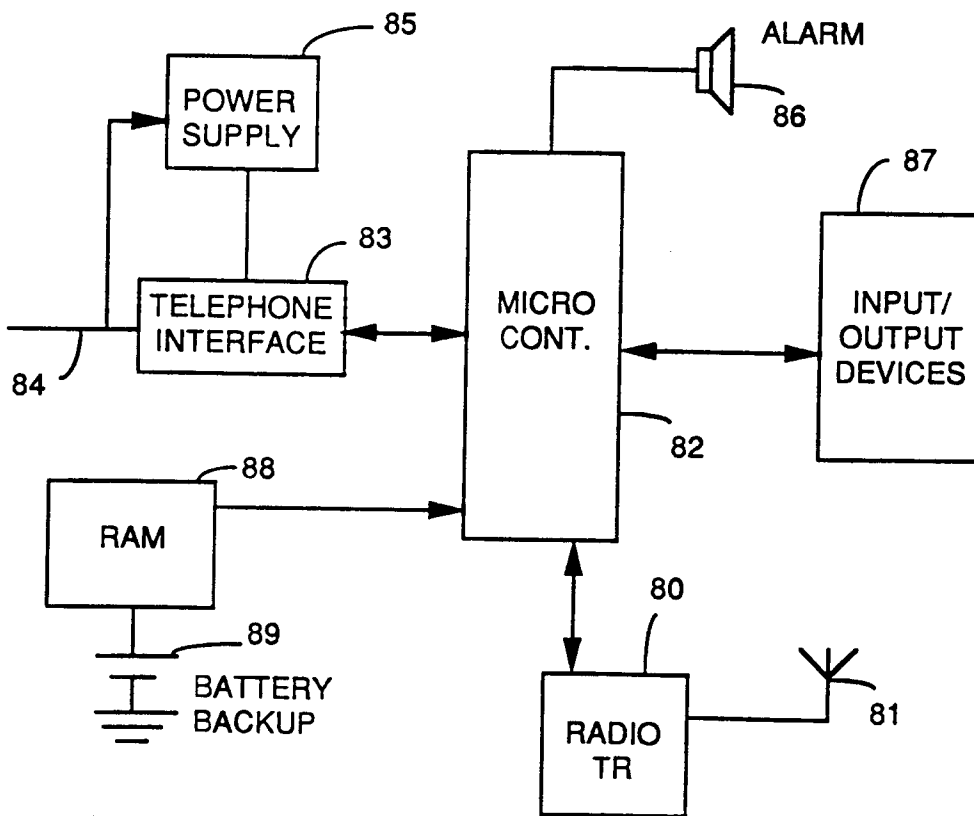 85
ALARM
POWER
SUPPLY
86
87
83
TELEPHONE
INTERFACE
MICRO
CONT.
INPUT/
OUTPUT
DEVICES
84
82
88
RAM
80
89
BATTERY
BACKUP
81
RADIO
TR